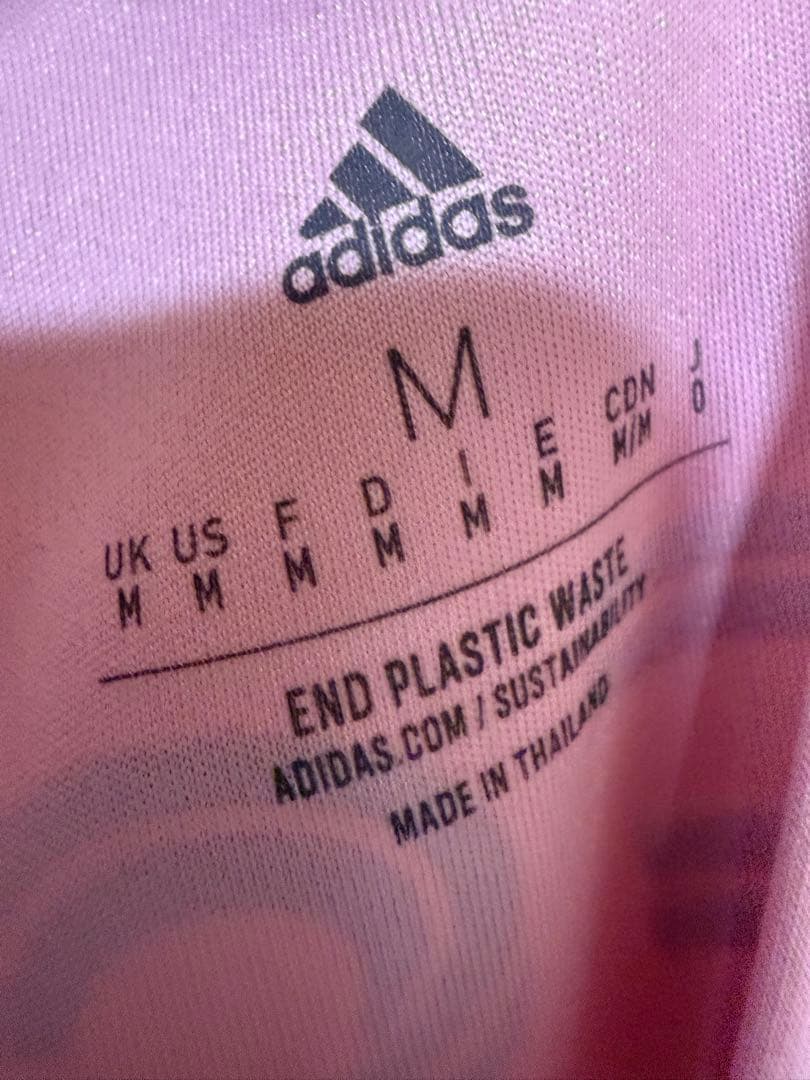 adidas
M
UK US F D I E CDN J
M M M M M M M/M O
END PLASTIC WASTE
ADIDAS.COM / SUSTAINABILITY
MADE IN THAILAND